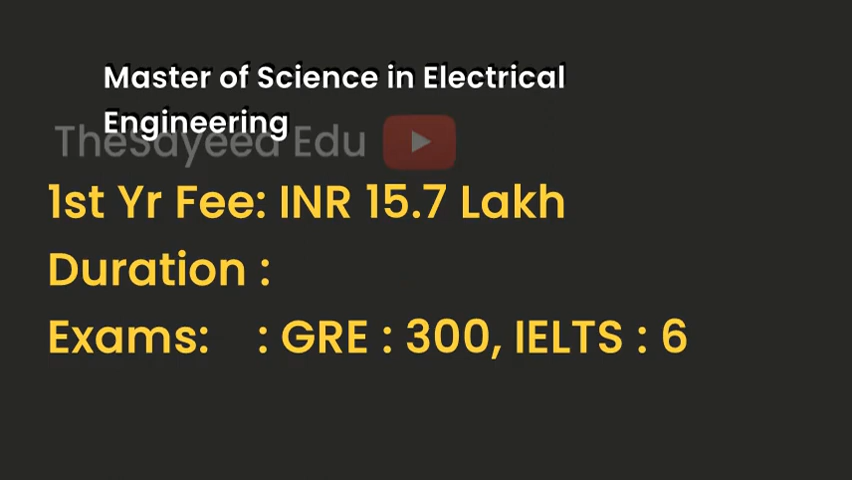 Master of Science in Electrical
Engineering
TheSayeed Edu
1st Yr Fee: INR 15.7 Lakh
Duration :
Exams: : GRE : 300, IELTS : 6